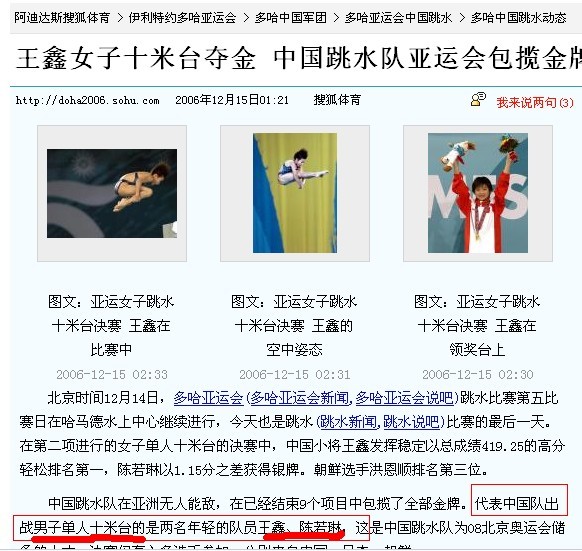 阿迪达斯搜狐体育 > 伊利特约多哈亚运会 > 多哈中国军团 > 多哈亚运会中国跳水 > 多哈中国跳水动态
王鑫女子十米台夺金 中国跳水队亚运会包揽金牌
http://doha2006.sohu.com 2006年12月15日01:21 搜狐体育 我来说两句(3)
图文：亚运女子跳水 图文：亚运女子跳水 图文：亚运女子跳水
十米台决赛 王鑫在 十米台决赛 王鑫的 十米台决赛 王鑫在
比赛中 空中姿态 领奖台上
2006-12-15 02:33 2006-12-15 02:31 2006-12-15 02:30
北京时间12月14日，多哈亚运会(多哈亚运会新闻,多哈亚运会说吧)跳水比赛第五比
赛日在哈马德水上中心继续进行，今天也是跳水(跳水新闻,跳水说吧)比赛的最后一天。
在第二项进行的女子单人十米台的决赛中，中国小将王鑫发挥稳定以总成绩419.25的高分
轻松排名第一，陈若琳以1.15分之差获得银牌。朝鲜选手洪恩顺排名第三位。
中国跳水队在亚洲无人能敌，在已经结束9个项目中包揽了全部金牌。代表中国队出
战男子单人十米台的是两名年轻的队员王鑫、陈若琳，这是中国跳水队为08北京奥运会储